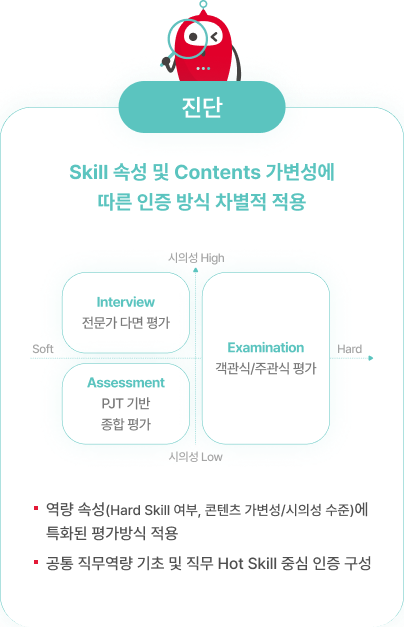 진단
Skill 속성 및 Contents 가변성에
따른 인증 방식 차별적 적용
시의성 High
Interview
전문가 다면 평가
Soft
Examination
객관식/주관식 평가
Hard
Assessment
PJT 기반
종합 평가
시의성 Low
역량 속성(Hard Skill 여부, 콘텐츠 가변성/시의성 수준)에
특화된 평가방식 적용
공통 직무역량 기초 및 직무 Hot Skill 중심 인증 구성